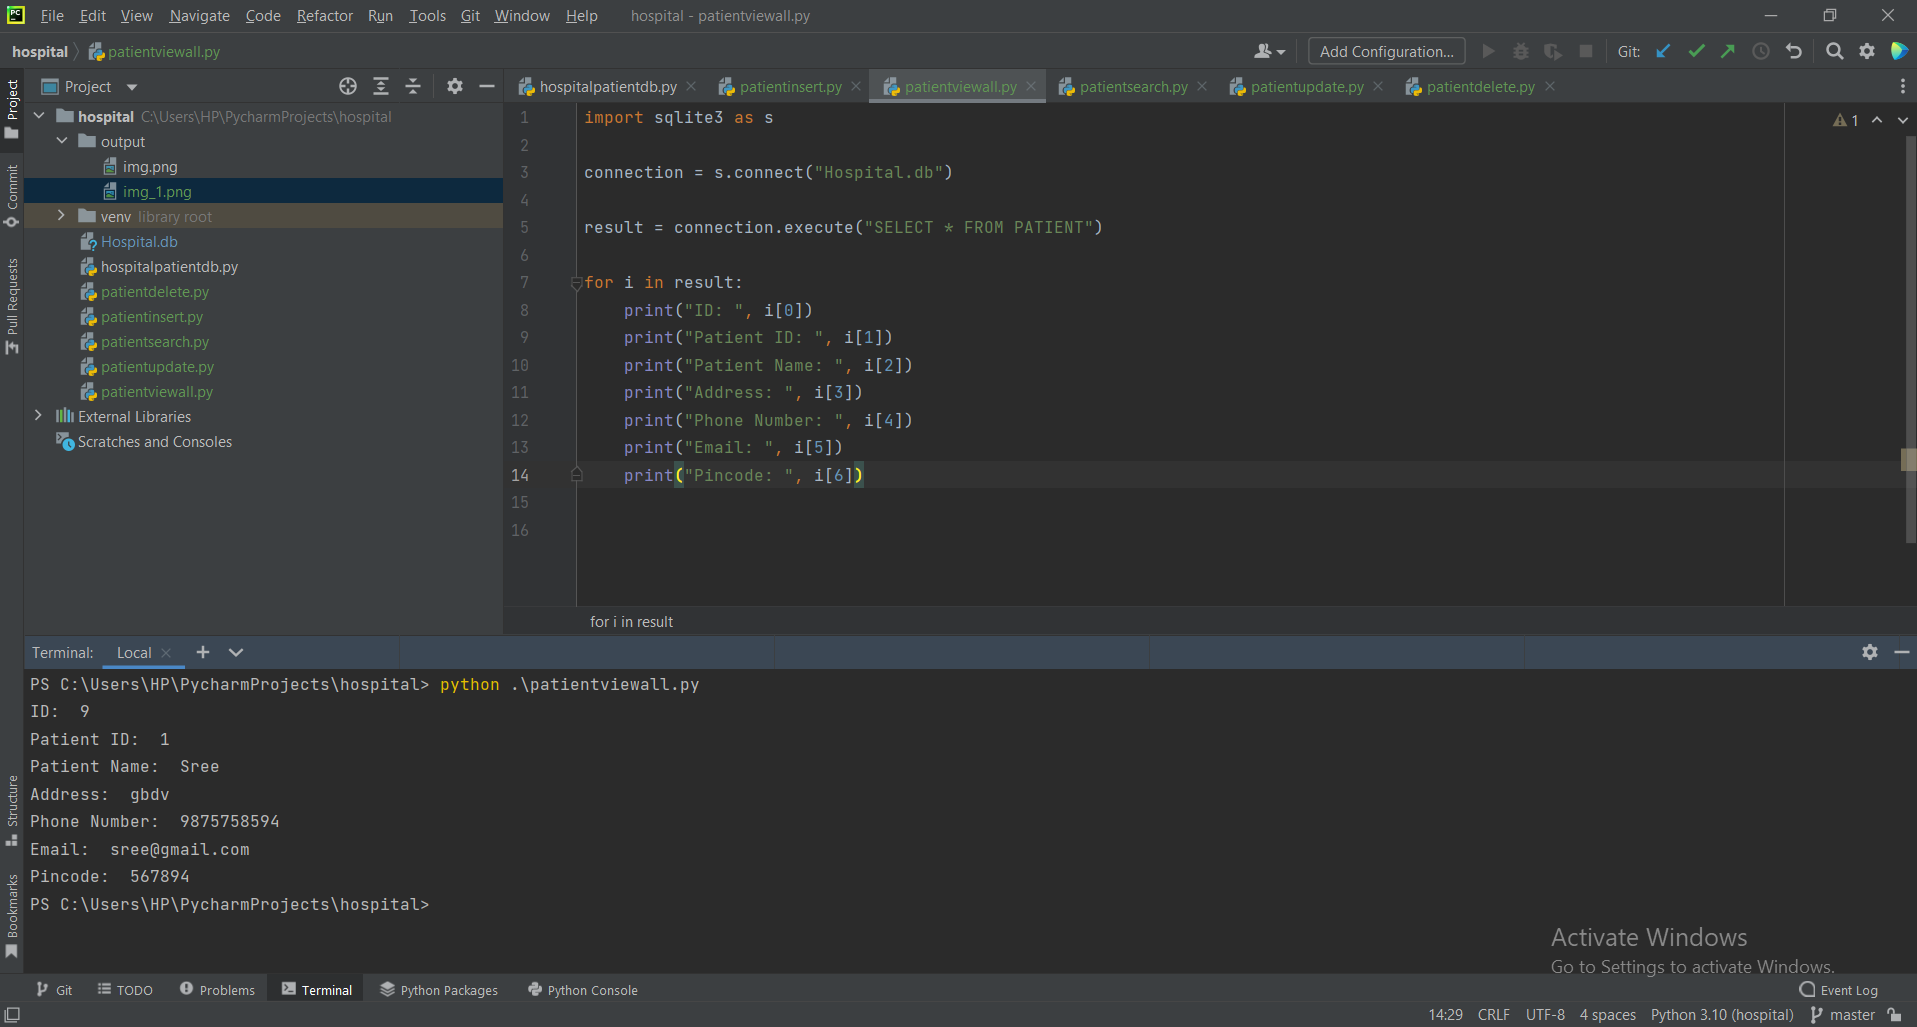 PC File Edit View Navigate Code Refactor Run Tools Git Window Help hospital - patientviewall.py
hospital patientviewall.py Add Configuration... Git:
Project
hospitalpatientdb.py patientinsert.py patientviewall.py patientsearch.py patientupdate.py patientdelete.py
Project
Commit
Pull Requests
Structure
Bookmarks
hospital C:\Users\HP\PycharmProjects\hospital
output
img.png
img_1.png
venv library root
Hospital.db
hospitalpatientdb.py
patientdelete.py
patientinsert.py
patientsearch.py
patientupdate.py
patientviewall.py
External Libraries
Scratches and Consoles
1 import sqlite3 as s
1
2
3 connection = s.connect("Hospital.db")
4
5 result = connection.execute("SELECT * FROM PATIENT")
6
7 for i in result:
8 print("ID: ", i[0])
9 print("Patient ID: ", i[1])
10 print("Patient Name: ", i[2])
11 print("Address: ", i[3])
12 print("Phone Number: ", i[4])
13 print("Email: ", i[5])
14 print("Pincode: ", i[6])
15
16
for i in result
Terminal: Local
PS C:\Users\HP\PycharmProjects\hospital> python .\patientviewall.py
ID:  9
Patient ID:  1
Patient Name:  Sree
Address:  gbdv
Phone Number:  9875758594
Email:  sree@gmail.com
Pincode:  567894
PS C:\Users\HP\PycharmProjects\hospital>
Activate Windows
Go to Settings to activate Windows.
Git TODO Problems Terminal Python Packages Python Console Event Log
14:29 CRLF UTF-8 4 spaces Python 3.10 (hospital) master